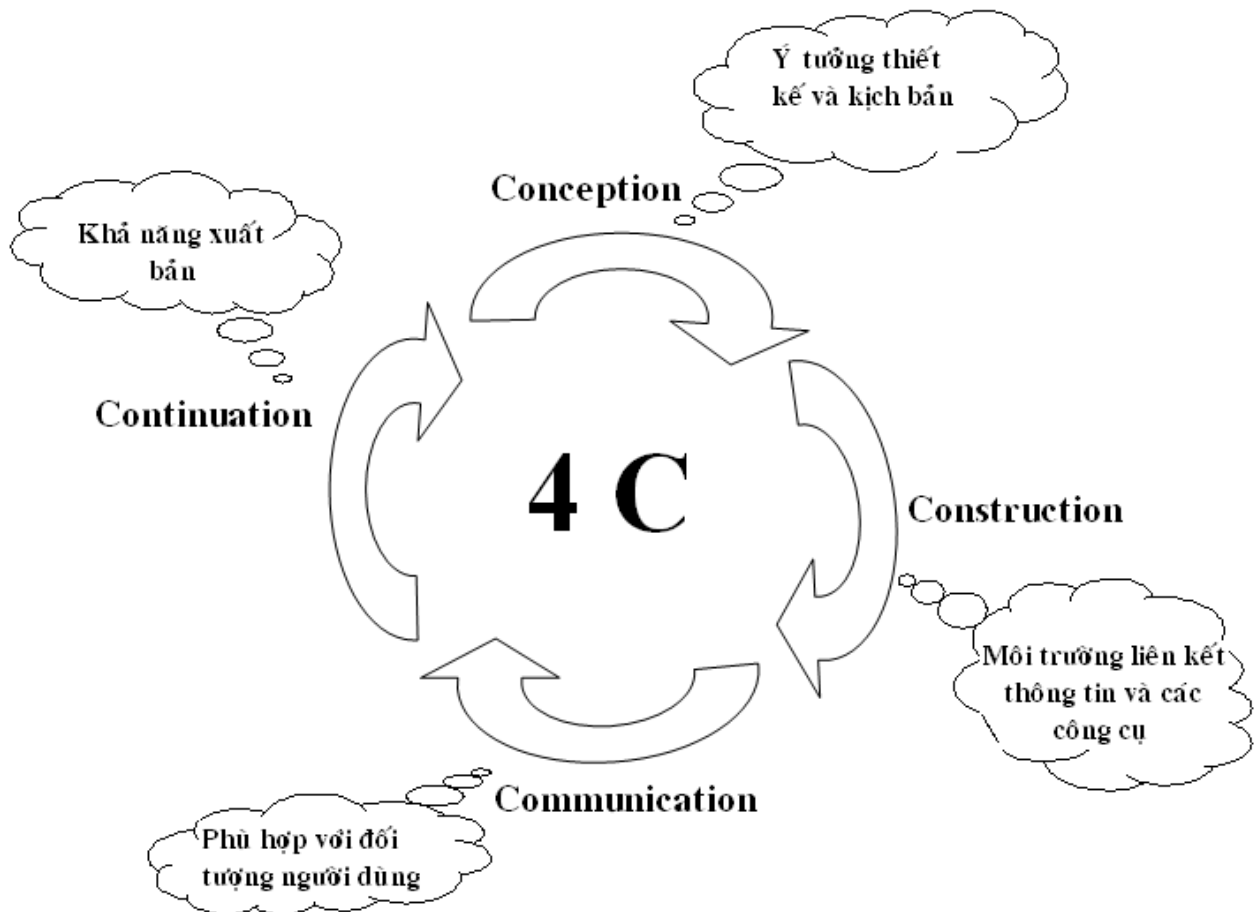 Ý tưởng thiết
kế và kịch bản
Conception
Khả năng xuất
bản
Continuation
4 C
Construction
Môi trường liên kết
thông tin và các
công cụ
Communication
Phù hợp với đối
tượng người dùng